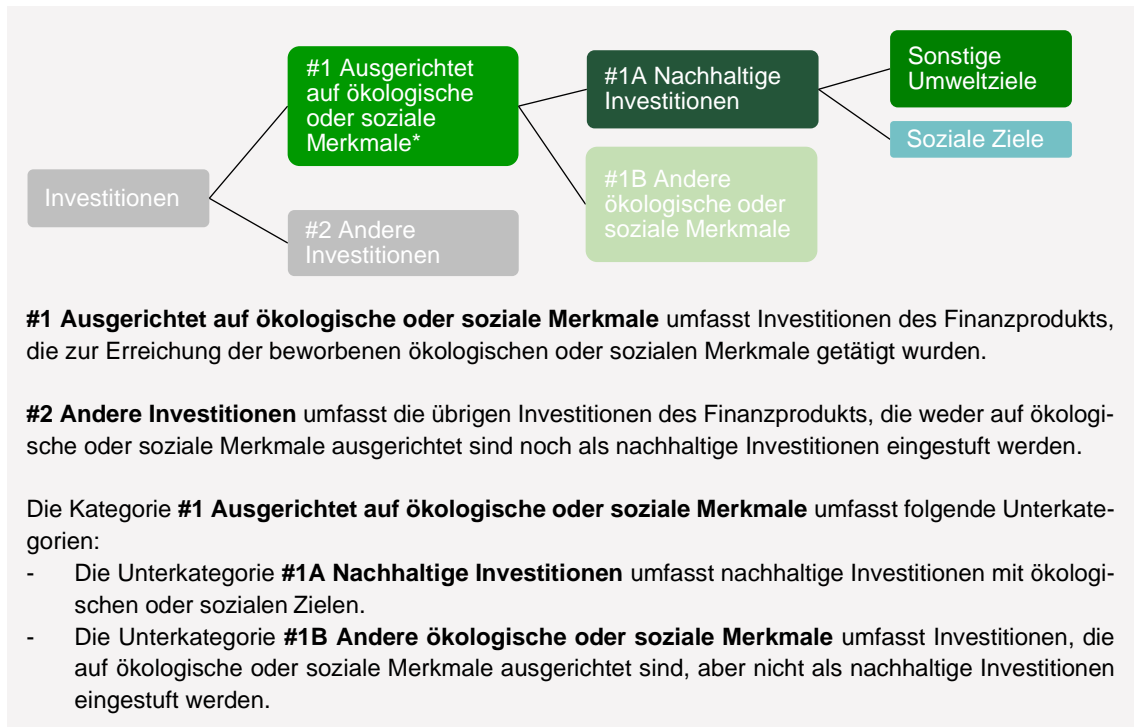 Investitionen
#1 Ausgerichtet
auf ökologische
oder soziale
Merkmale*
#2 Andere
Investitionen
#1A Nachhaltige
Investitionen
#1B Andere
ökologische oder
soziale Merkmale
Sonstige
Umweltziele
Soziale Ziele
#1 Ausgerichtet auf ökologische oder soziale Merkmale umfasst Investitionen des Finanzprodukts,
die zur Erreichung der beworbenen ökologischen oder sozialen Merkmale getätigt wurden.
#2 Andere Investitionen umfasst die übrigen Investitionen des Finanzprodukts, die weder auf ökologi-
sche oder soziale Merkmale ausgerichtet sind noch als nachhaltige Investitionen eingestuft werden.
Die Kategorie #1 Ausgerichtet auf ökologische oder soziale Merkmale umfasst folgende Unterkate-
gorien:
- Die Unterkategorie #1A Nachhaltige Investitionen umfasst nachhaltige Investitionen mit ökologi-
schen oder sozialen Zielen.
- Die Unterkategorie #1B Andere ökologische oder soziale Merkmale umfasst Investitionen, die
auf ökologische oder soziale Merkmale ausgerichtet sind, aber nicht als nachhaltige Investitionen
eingestuft werden.